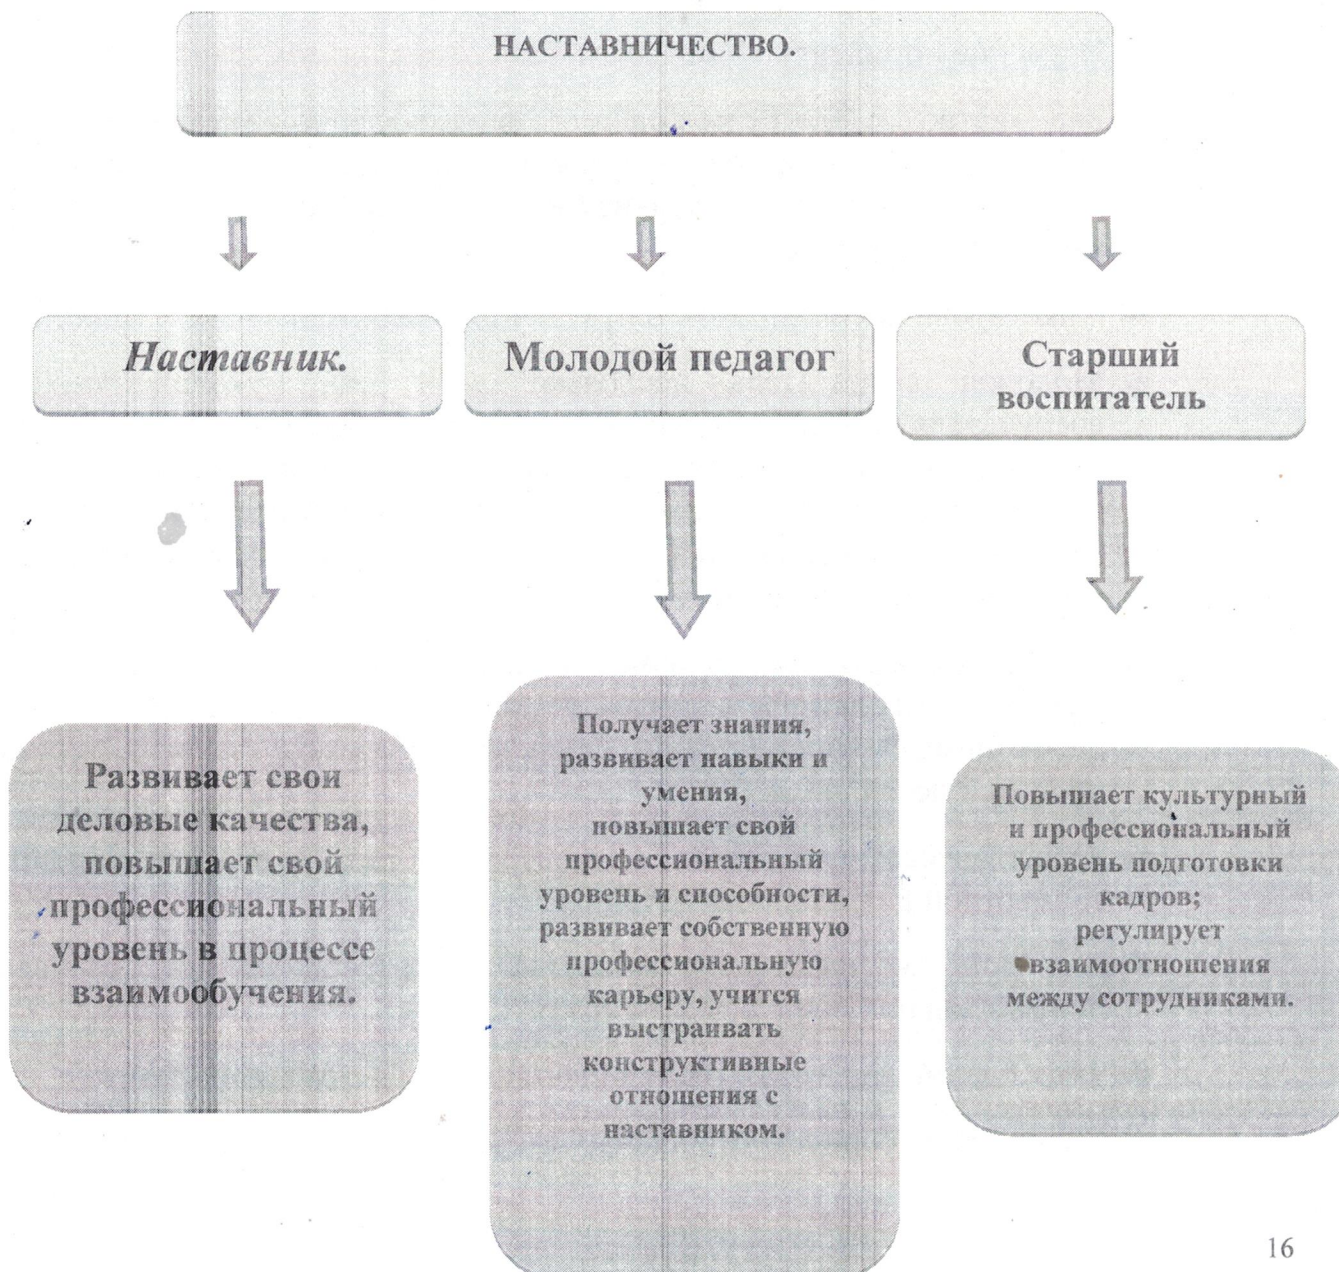 НАСТАВНИЧЕСТВО.
Наставник.
Молодой педагог
Старший
воспитатель
Развивает свои
деловые качества,
повышает свой
профессиональный
уровень в процессе
взаимообучения.
Получает знания,
развивает навыки и
умения,
повышает свой
профессиональный
уровень и способности,
развивает собственную
профессиональную
карьеру, учится
выстраивать
конструктивные
отношения с
наставником.
Повышает культурный
и профессиональный
уровень подготовки
кадров;
регулирует
взаимоотношения
между сотрудниками.
16